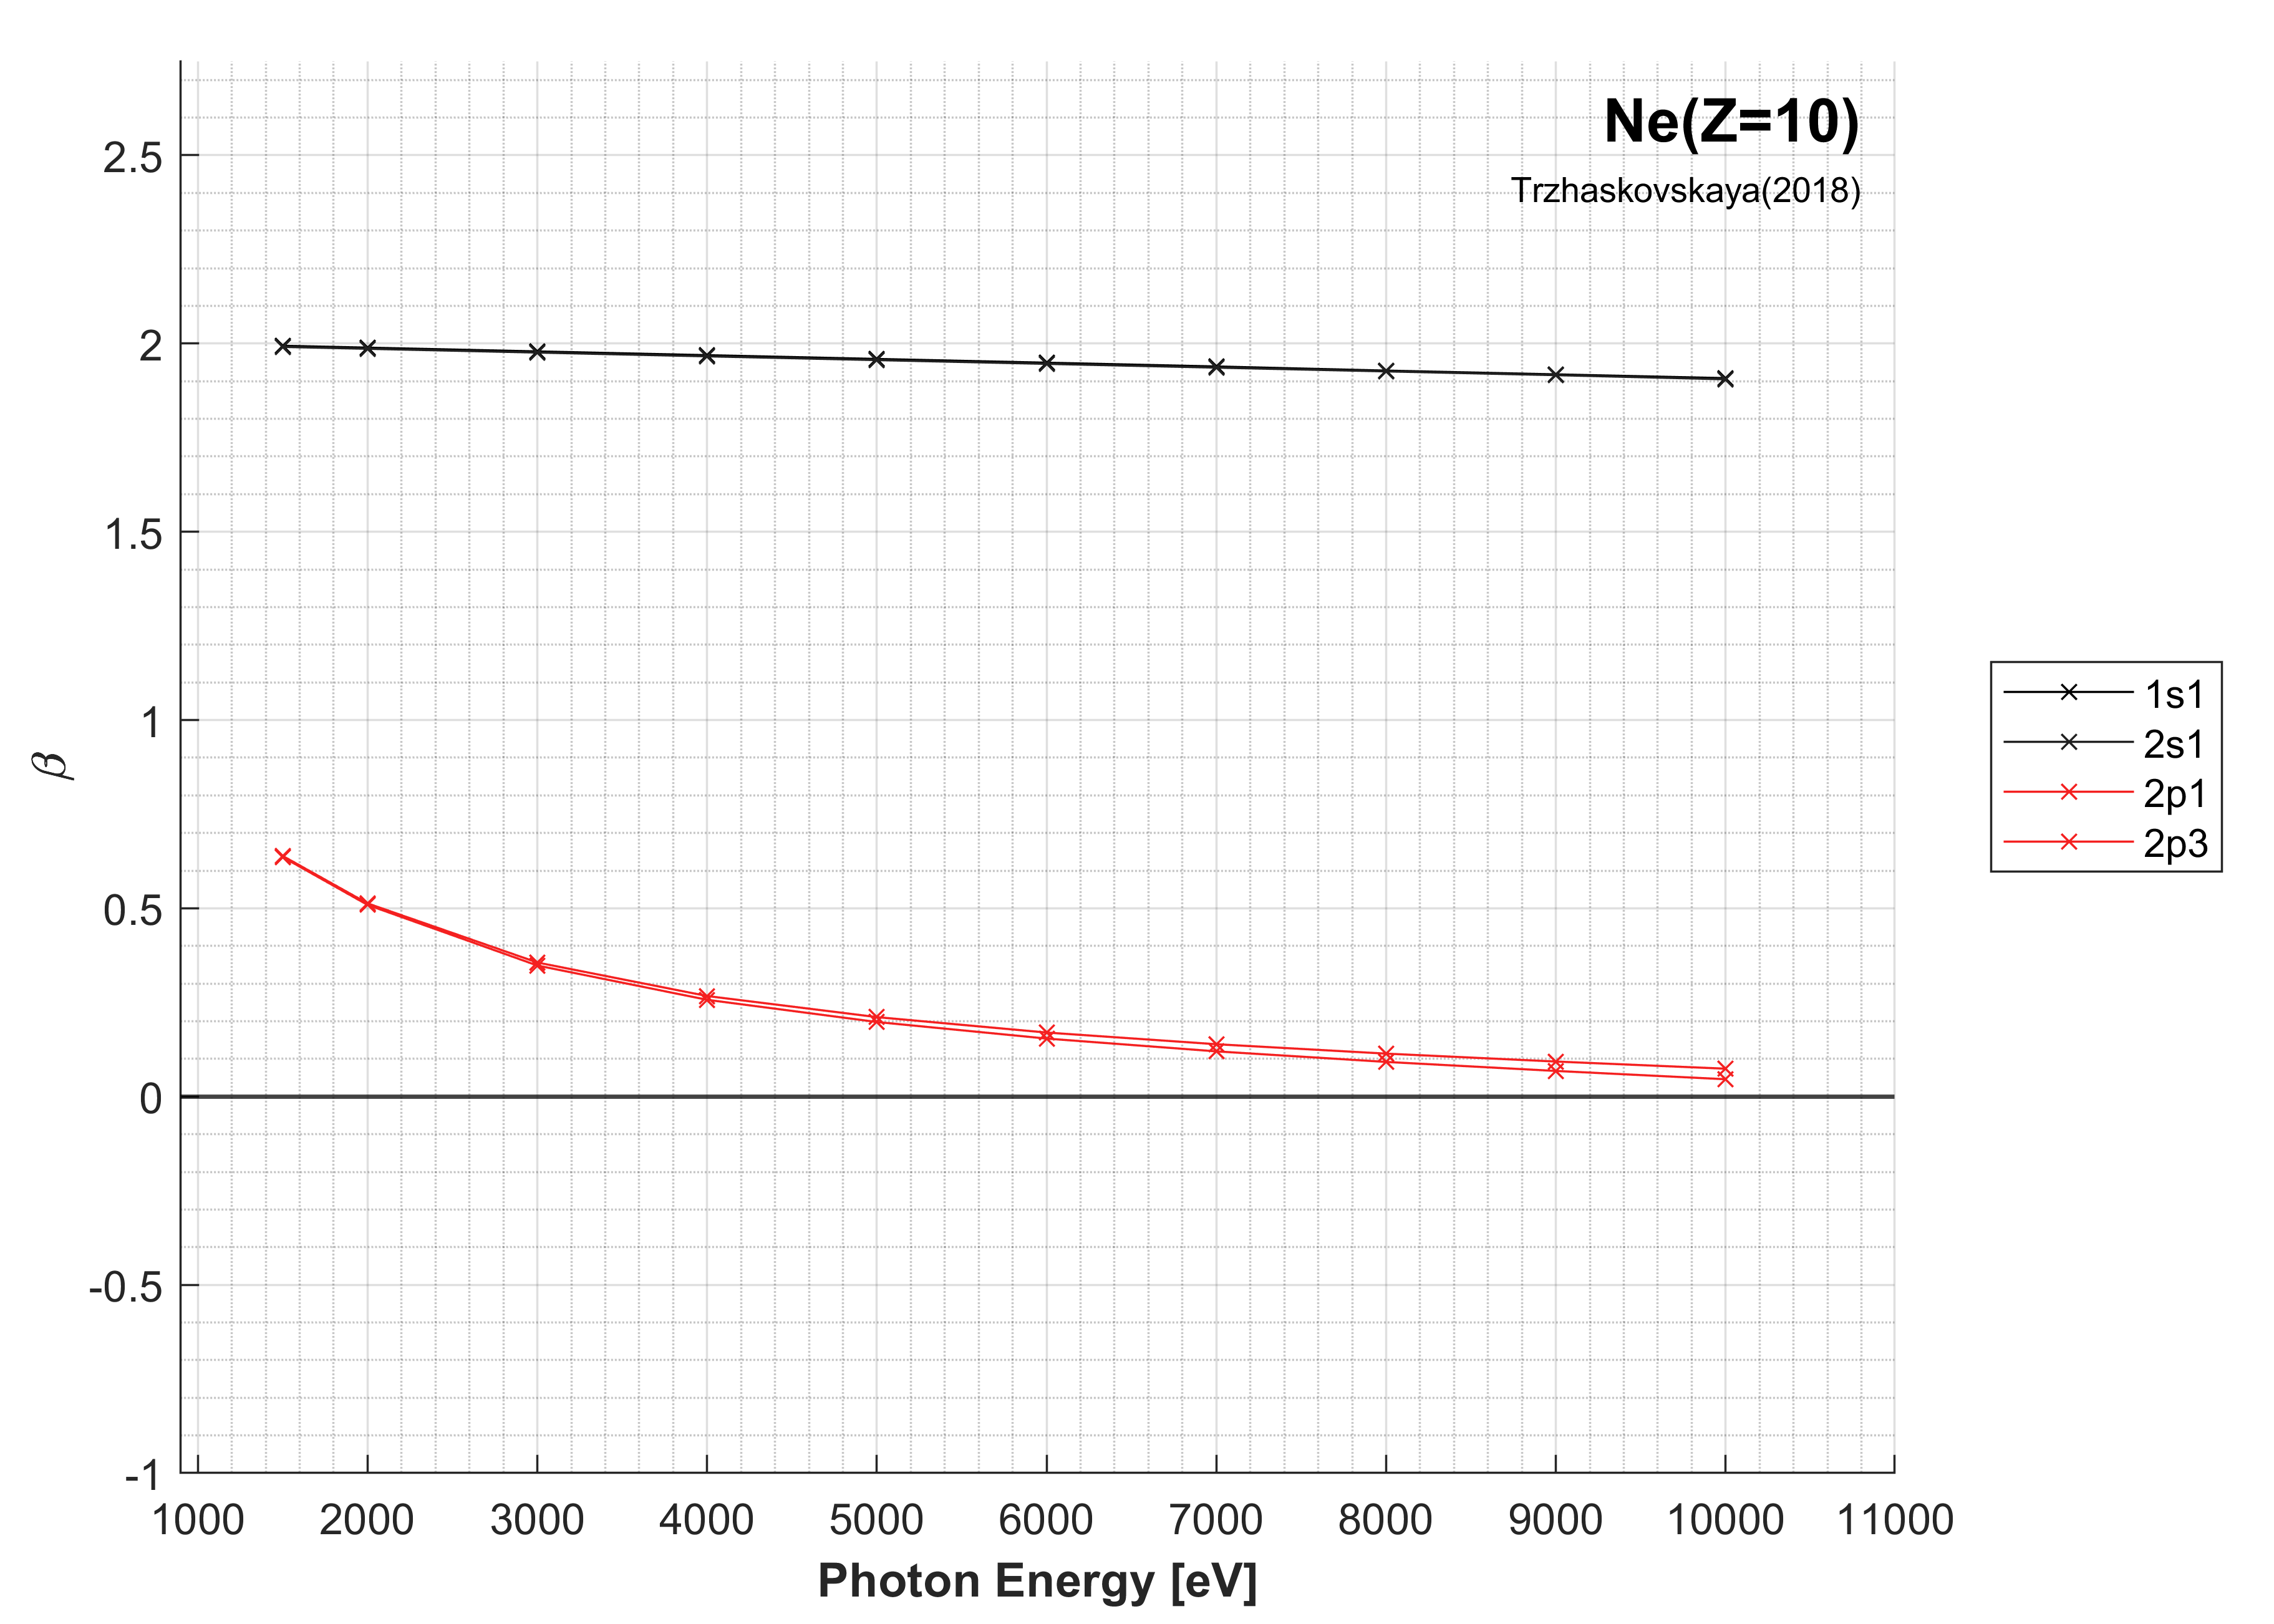 Ne(Z=10)
Trzhaskovskaya(2018)
2.5
2
1.5
1
0.5
0
-0.5
-1
β
1000 2000 3000 4000 5000 6000 7000 8000 9000 10000 11000
Photon Energy [eV]
1s1
2s1
2p1
2p3